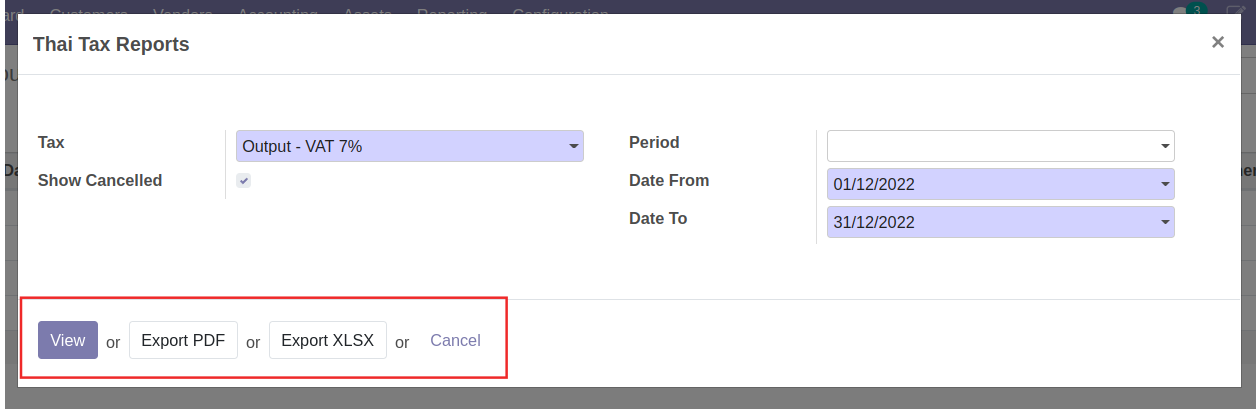 Customers Vendors Accounting Assets Reporting Configuration 3
Thai Tax Reports ×
Tax Output - VAT 7% Period
Show Cancelled Date From 01/12/2022
Date To 31/12/2022
View or Export PDF or Export XLSX or Cancel